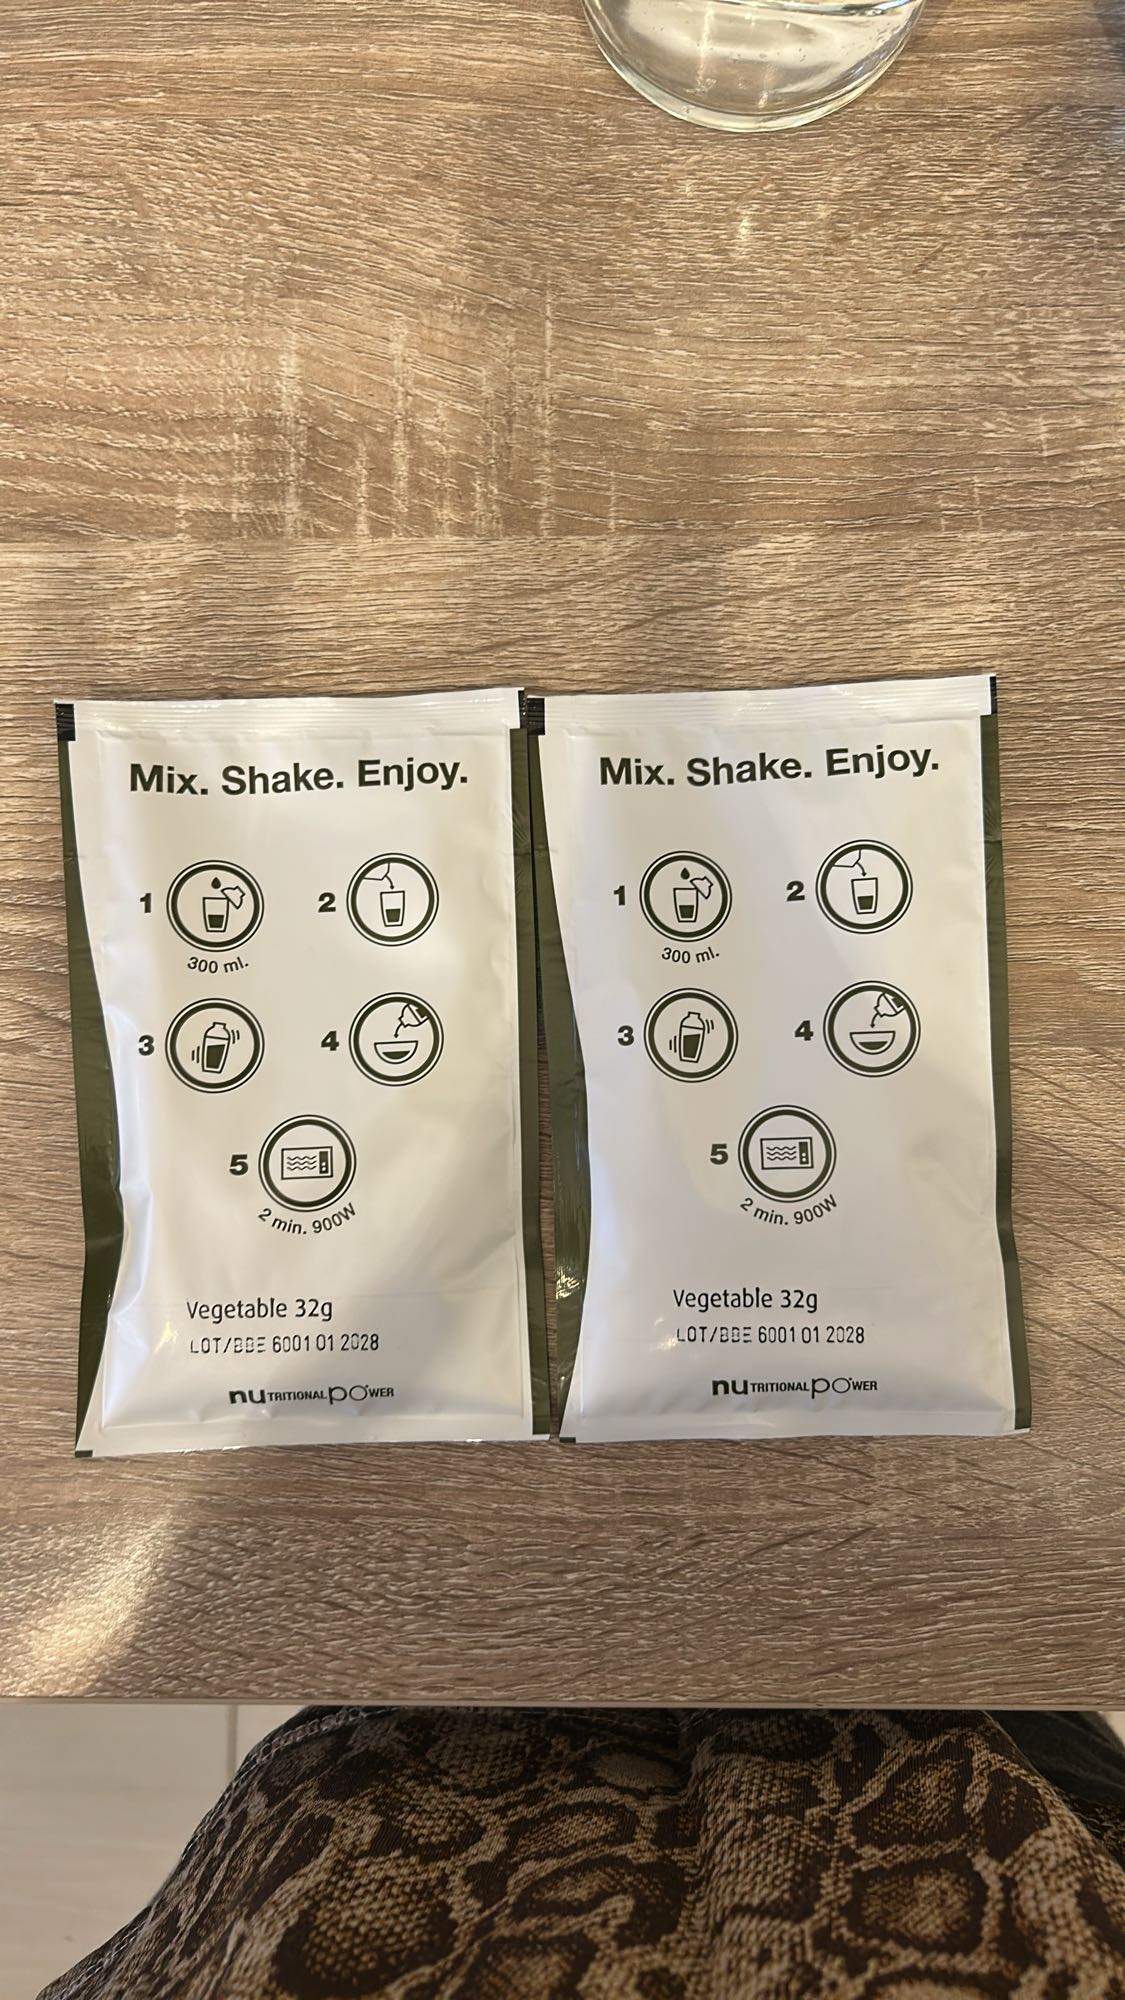 Mix. Shake. Enjoy.
1
2
300 ml.
3
4
5
2 min. 900W
Vegetable 32g
LOT/BBE 6001 01 2028
nuTRITIONAL pOWER
Mix. Shake. Enjoy.
1
2
300 ml.
3
4
5
2 min. 900W
Vegetable 32g
LOT/BBE 6001 01 2028
nuTRITIONAL pOWER